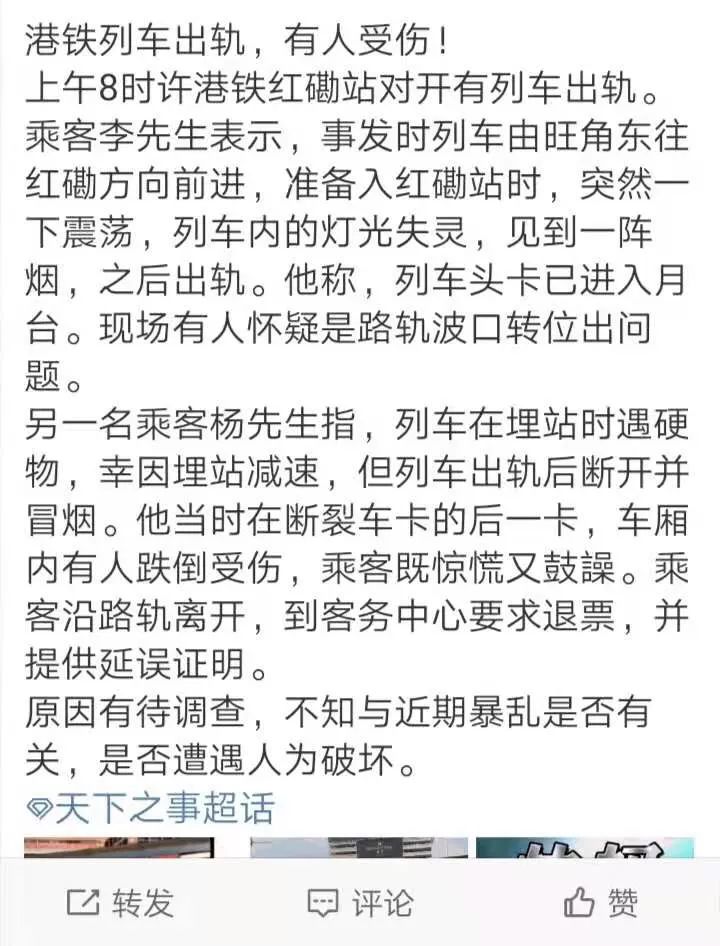 港铁列车出轨，有人受伤！
上午8时许港铁红磡站对开有列车出轨。
乘客李先生表示，事发时列车由旺角东往
红磡方向前进，准备入红磡站时，突然一
下震荡，列车内的灯光失灵，见到一阵
烟，之后出轨。他称，列车头卡已进入月
台。现场有人怀疑是路轨波口转位出问
题。
另一名乘客杨先生指，列车在埋站时遇硬
物，幸因埋站减速，但列车出轨后断开并
冒烟。他当时在断裂车卡的后一卡，车厢
内有人跌倒受伤，乘客既惊慌又鼓譟。乘
客沿路轨离开，到客务中心要求退票，并
提供延误证明。
原因有待调查，不知与近期暴乱是否有
关，是否遭遇人为破坏。
天下之事超话
转发 评论 赞